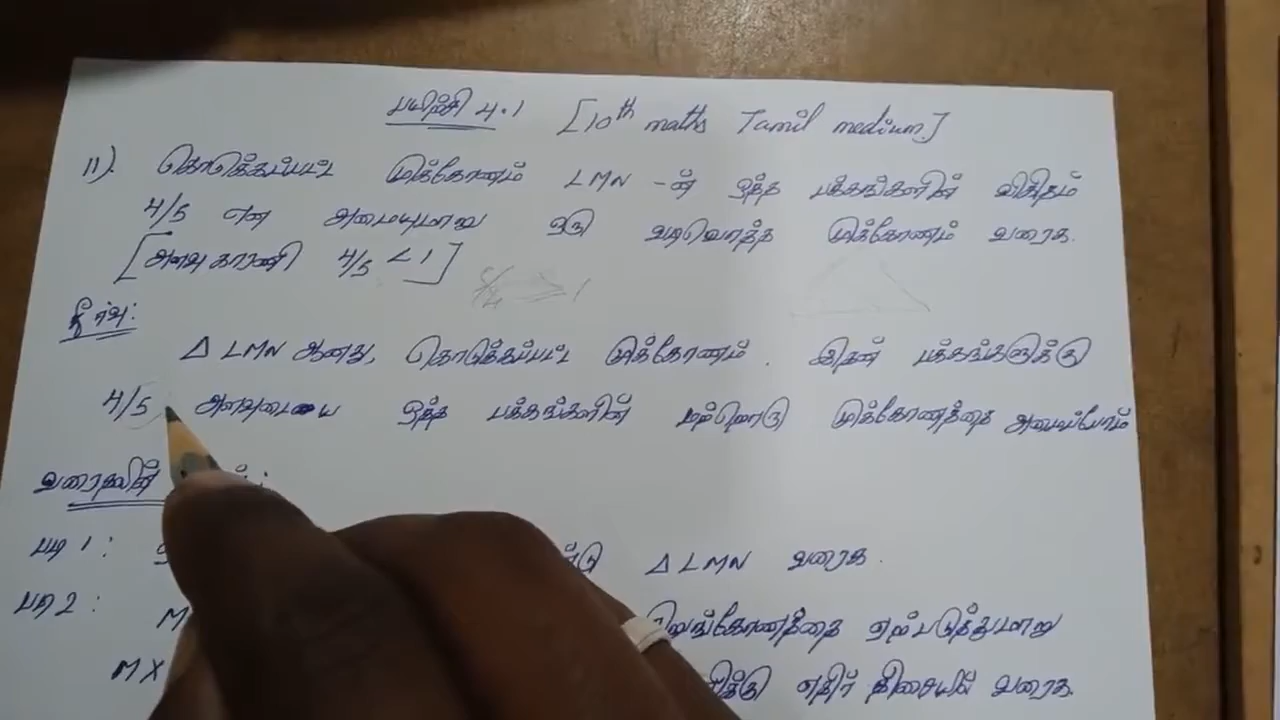 பயிற்சி 4.1 [10th maths Tamil medium.]
11). கொடுக்கப்பட்ட முக்கோணம் LMN -ன் ஒத்த பக்கங்களின் விகிதம்
4/5 என அமையுமாறு ஒரு வடிவொத்த முக்கோணம் வரைக.
[அளவு காரணி 4/5 < 1]
தீர்வு:
Δ LMN ஆனது, கொடுக்கப்பட்ட முக்கோணம். இதன் பக்கங்களுக்கு
4/5 அளவுடைய ஒத்த பக்கங்களின் மற்றொரு முக்கோணத்தை அமைப்போம்
வரைதலின்
படி 1: Δ LMN வரைக.
படி 2: M குறுங்கோணத்தை ஏற்படுத்துமாறு
MX எதிர் திசையில் வரைக.